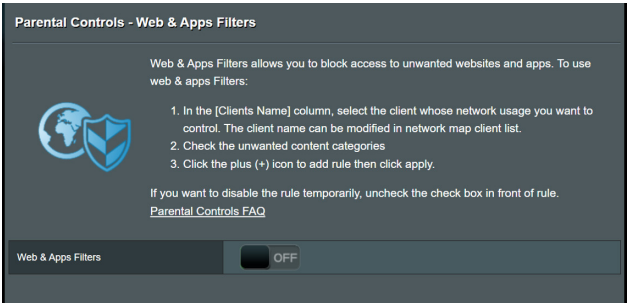 Parental Controls - Web & Apps Filters
Web & Apps Filters allows you to block access to unwanted websites and apps. To use
web & apps Filters:
1. In the [Clients Name] column, select the client whose network usage you want to
control. The client name can be modified in network map client list.
2. Check the unwanted content categories
3. Click the plus (+) icon to add rule then click apply.
If you want to disable the rule temporarily, uncheck the check box in front of rule.
Parental Controls FAQ
Web & Apps Filters
OFF